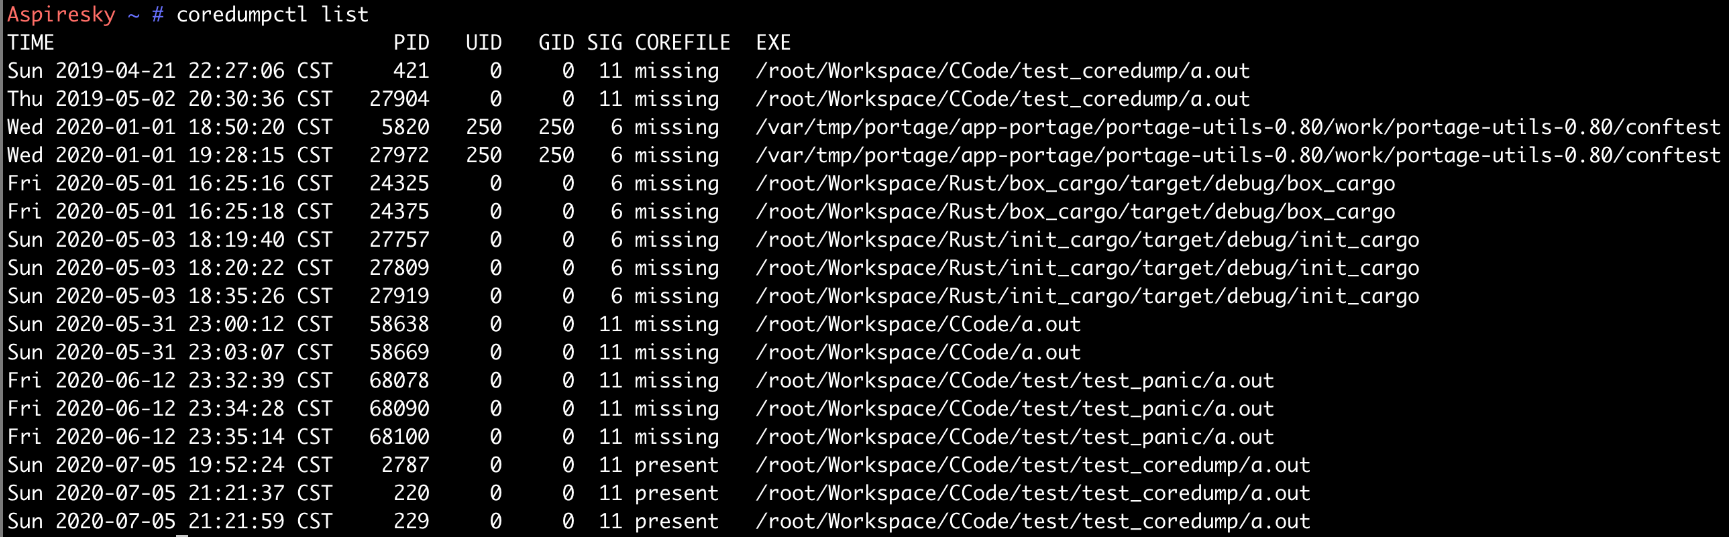 Aspiresky ~ # coredumpctl list
TIME                            PID   UID   GID SIG COREFILE  EXE
Sun 2019-04-21 22:27:06 CST     421     0     0  11 missing   /root/Workspace/CCode/test_coredump/a.out
Thu 2019-05-02 20:30:36 CST   27904     0     0  11 missing   /root/Workspace/CCode/test_coredump/a.out
Wed 2020-01-01 18:50:20 CST    5820   250   250   6 missing   /var/tmp/portage/app-portage/portage-utils-0.80/work/portage-utils-0.80/conftest
Wed 2020-01-01 19:28:15 CST   27972   250   250   6 missing   /var/tmp/portage/app-portage/portage-utils-0.80/work/portage-utils-0.80/conftest
Fri 2020-05-01 16:25:16 CST   24325     0     0   6 missing   /root/Workspace/Rust/box_cargo/target/debug/box_cargo
Fri 2020-05-01 16:25:18 CST   24375     0     0   6 missing   /root/Workspace/Rust/box_cargo/target/debug/box_cargo
Sun 2020-05-03 18:19:40 CST   27757     0     0   6 missing   /root/Workspace/Rust/init_cargo/target/debug/init_cargo
Sun 2020-05-03 18:20:22 CST   27809     0     0   6 missing   /root/Workspace/Rust/init_cargo/target/debug/init_cargo
Sun 2020-05-03 18:35:26 CST   27919     0     0   6 missing   /root/Workspace/Rust/init_cargo/target/debug/init_cargo
Sun 2020-05-31 23:00:12 CST   58638     0     0  11 missing   /root/Workspace/CCode/a.out
Sun 2020-05-31 23:03:07 CST   58669     0     0  11 missing   /root/Workspace/CCode/a.out
Fri 2020-06-12 23:32:39 CST   68078     0     0  11 missing   /root/Workspace/CCode/test/test_panic/a.out
Fri 2020-06-12 23:34:28 CST   68090     0     0  11 missing   /root/Workspace/CCode/test/test_panic/a.out
Fri 2020-06-12 23:35:14 CST   68100     0     0  11 missing   /root/Workspace/CCode/test/test_panic/a.out
Sun 2020-07-05 19:52:24 CST    2787     0     0  11 present   /root/Workspace/CCode/test/test_coredump/a.out
Sun 2020-07-05 21:21:37 CST     220     0     0  11 present   /root/Workspace/CCode/test/test_coredump/a.out
Sun 2020-07-05 21:21:59 CST     229     0     0  11 present   /root/Workspace/CCode/test/test_coredump/a.out